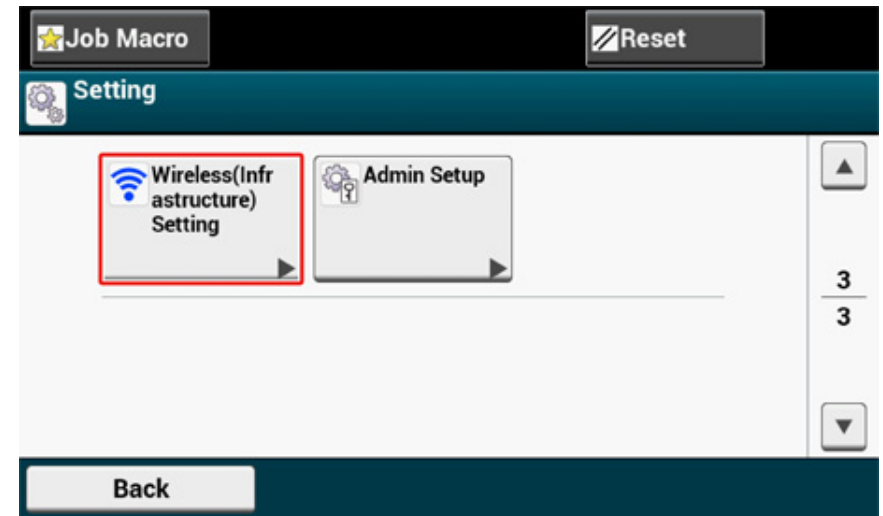 Job Macro
Reset
Setting
Wireless(Infr
astructure)
Setting
Admin Setup
3
3
Back